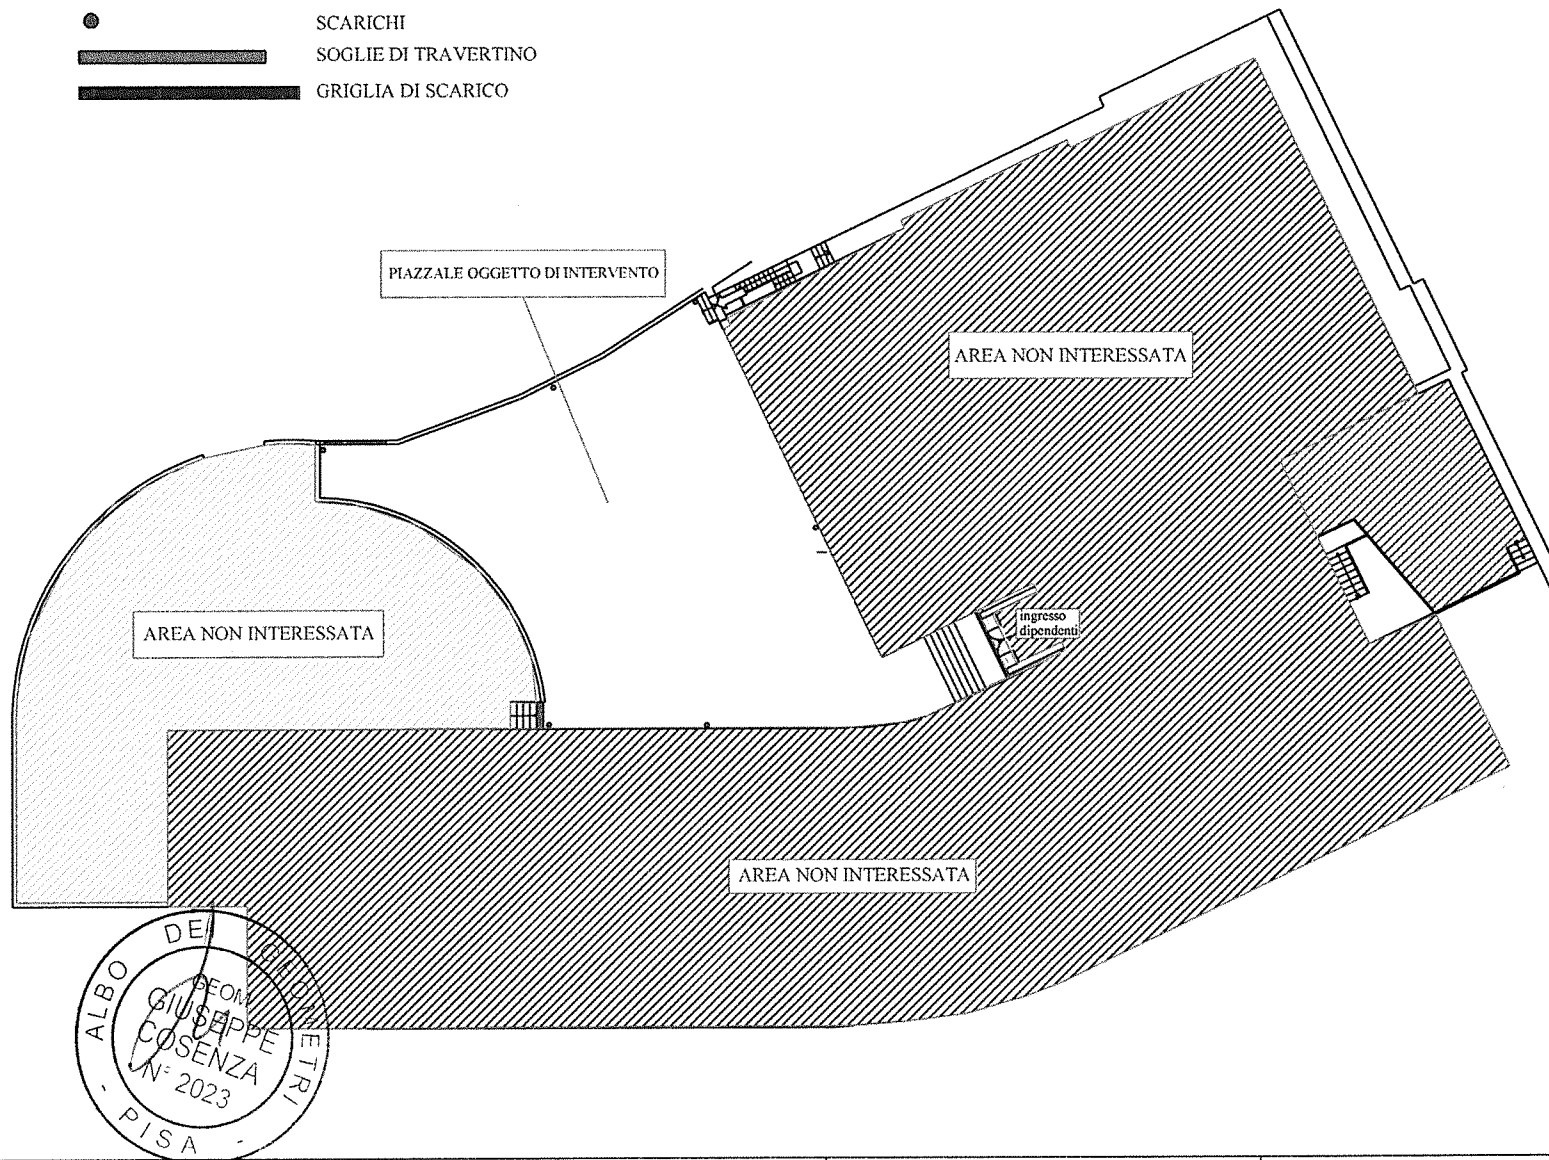 SCARICHI
SOGLIE DI TRAVERTINO
GRIGLIA DI SCARICO
PIAZZALE OGGETTO DI INTERVENTO
AREA NON INTERESSATA
AREA NON INTERESSATA
ingresso
dipendenti
AREA NON INTERESSATA
ALBO DEI GEOMETRI
- PISA -
GEOM.
GIUSEPPE
COSENZA
N° 2023